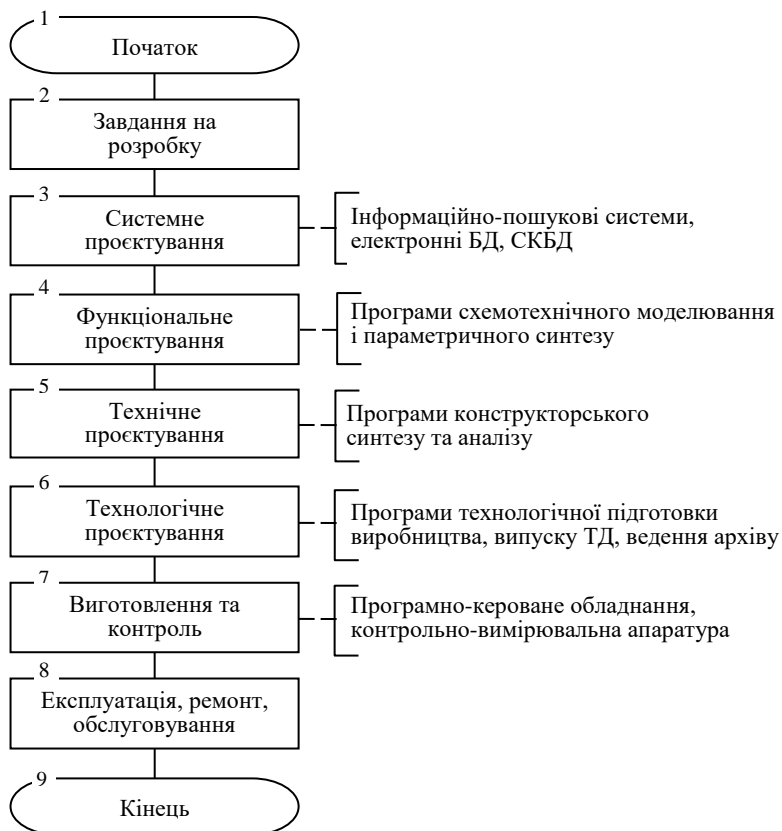 1
Початок
2
Завдання на
розробку
3
Системне
проєктування
Інформаційно-пошукові системи,
електронні БД, СКБД
4
Функціональне
проєктування
Програми схемотехнічного моделювання
і параметричного синтезу
5
Технічне
проєктування
Програми конструкторського
синтезу та аналізу
6
Технологічне
проєктування
Програми технологічної підготовки
виробництва, випуску ТД, ведення архіву
7
Виготовлення та
контроль
Програмно-кероване обладнання,
контрольно-вимірювальна апаратура
8
Експлуатація, ремонт,
обслуговування
9
Кінець